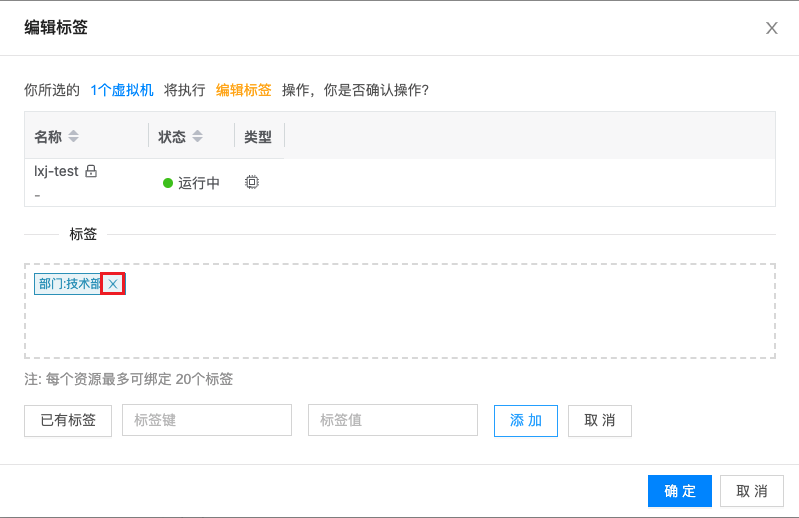 编辑标签
你所选的 1个虚拟机 将执行 编辑标签 操作，你是否确认操作?
名称 状态 类型
lxj-test
运行中
-
标签
部门:技术部 X
注: 每个资源最多可绑定 20个标签
已有标签 标签键 标签值 添 加 取 消
确 定 取 消